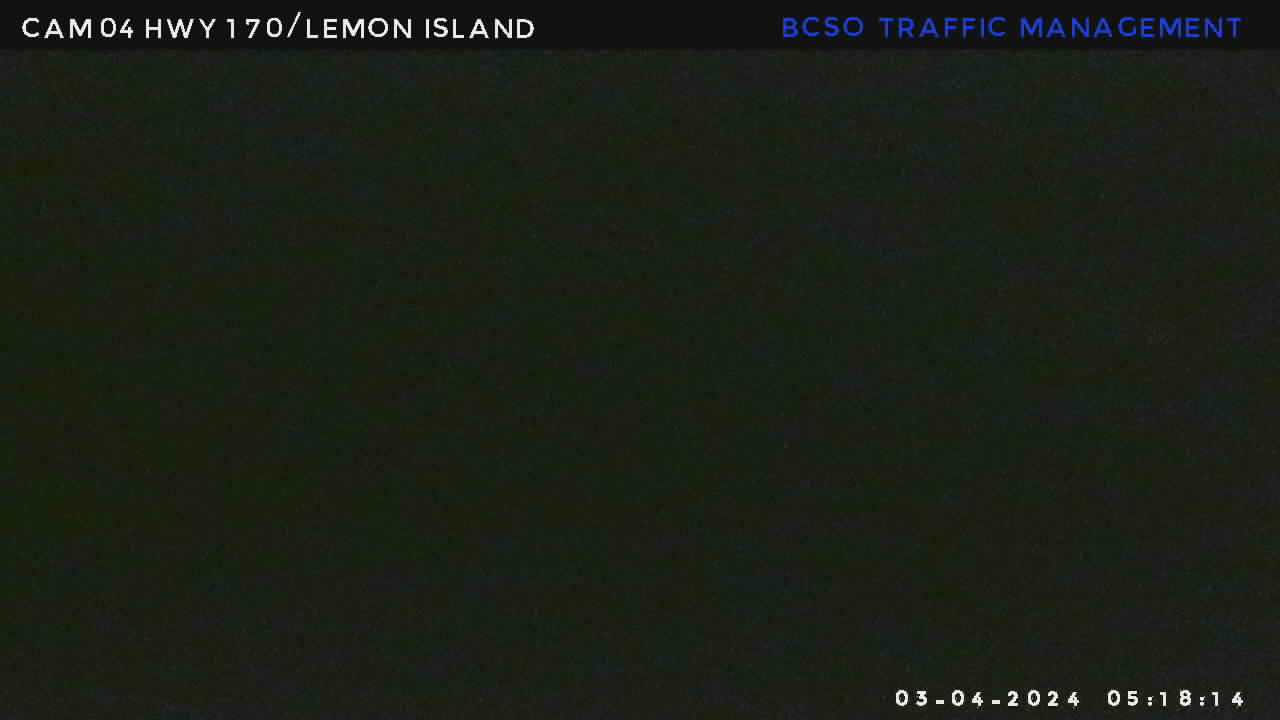 CAM04 HWY 170/LEMON ISLAND
BCSO TRAFFIC MANAGEMENT
03-04-2024 05:18:14